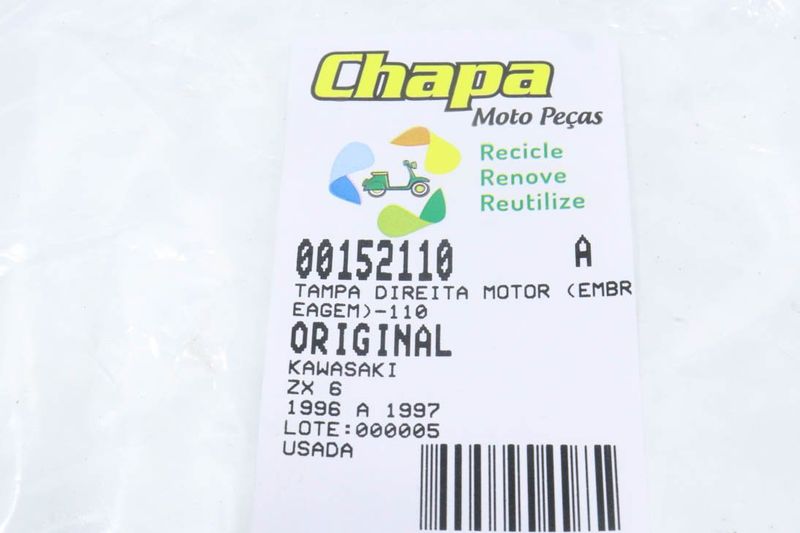 Chapa
Moto Peças
Recicle
Renove
Reutilize
00152110 A
TAMPA DIREITA MOTOR (EMBR
EAGEM)-110
ORIGINAL
KAWASAKI
ZX 6
1996 A 1997
LOTE:000005
USADA